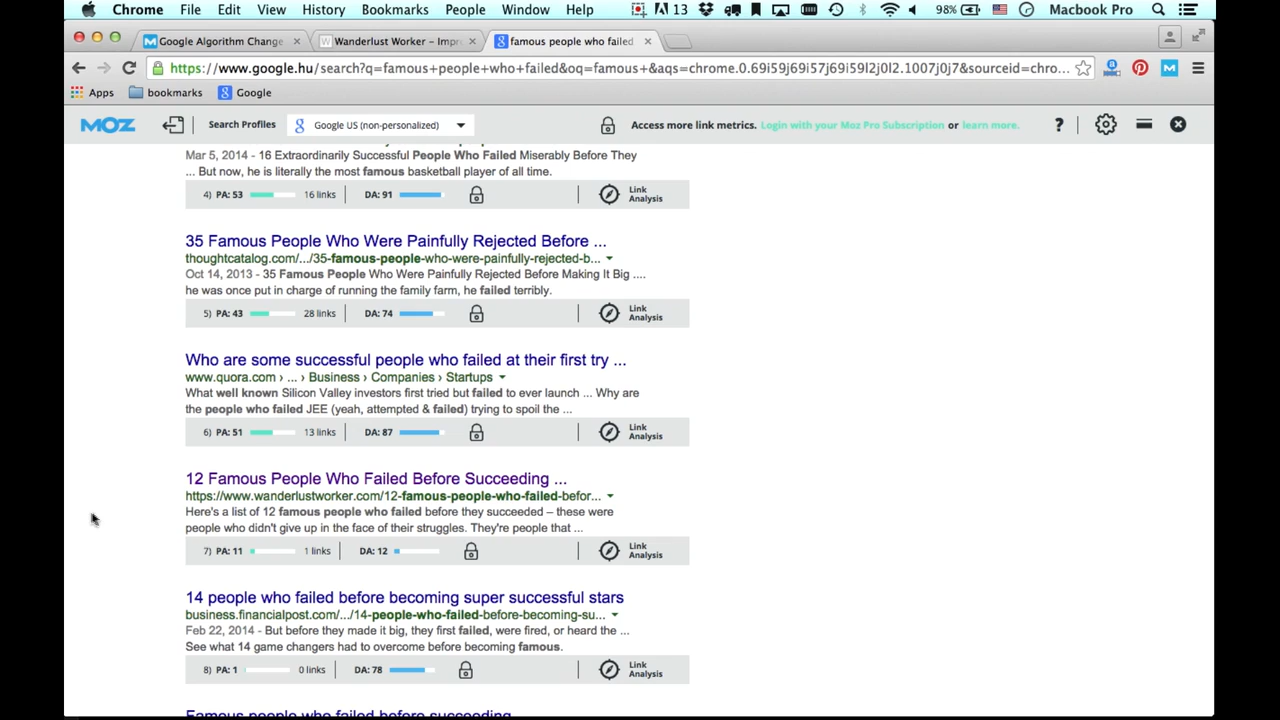 Chrome File Edit View History Bookmarks People Window Help 13 98% Macbook Pro
Google Algorithm Change Wanderlust Worker – Impr famous people who failed
https://www.google.hu/search?q=famous+people+who+failed&oq=famous+&aqs=chrome.0.69i59j69i57j69i59l2j0l2.1007j0j7&sourceid=chro...
Apps bookmarks Google
MOZ Search Profiles Google US (non-personalized) Access more link metrics. Login with your Moz Pro Subscription or learn more. ?
Mar 5, 2014 - 16 Extraordinarily Successful People Who Failed Miserably Before They
... But now, he is literally the most famous basketball player of all time.
4) PA: 53 16 links DA: 91 Link Analysis
35 Famous People Who Were Painfully Rejected Before ...
thoughtcatalog.com/.../35-famous-people-who-were-painfully-rejected-b...
Oct 14, 2013 - 35 Famous People Who Were Painfully Rejected Before Making It Big ....
he was once put in charge of running the family farm, he failed terribly.
5) PA: 43 28 links DA: 74 Link Analysis
Who are some successful people who failed at their first try ...
www.quora.com › ... › Business › Companies › Startups
What well known Silicon Valley investors first tried but failed to ever launch ... Why are
the people who failed JEE (yeah, attempted & failed) trying to spoil the ...
6) PA: 51 13 links DA: 87 Link Analysis
12 Famous People Who Failed Before Succeeding ...
https://www.wanderlustworker.com/12-famous-people-who-failed-befor...
Here's a list of 12 famous people who failed before they succeeded – these were
people who didn't give up in the face of their struggles. They're people that ...
7) PA: 11 1 links DA: 12 Link Analysis
14 people who failed before becoming super successful stars
business.financialpost.com/.../14-people-who-failed-before-becoming-su...
Feb 22, 2014 - But before they made it big, they first failed, were fired, or heard the ...
See what 14 game changers had to overcome before becoming famous.
8) PA: 1 0 links DA: 78 Link Analysis
Famous people who failed before succeeding